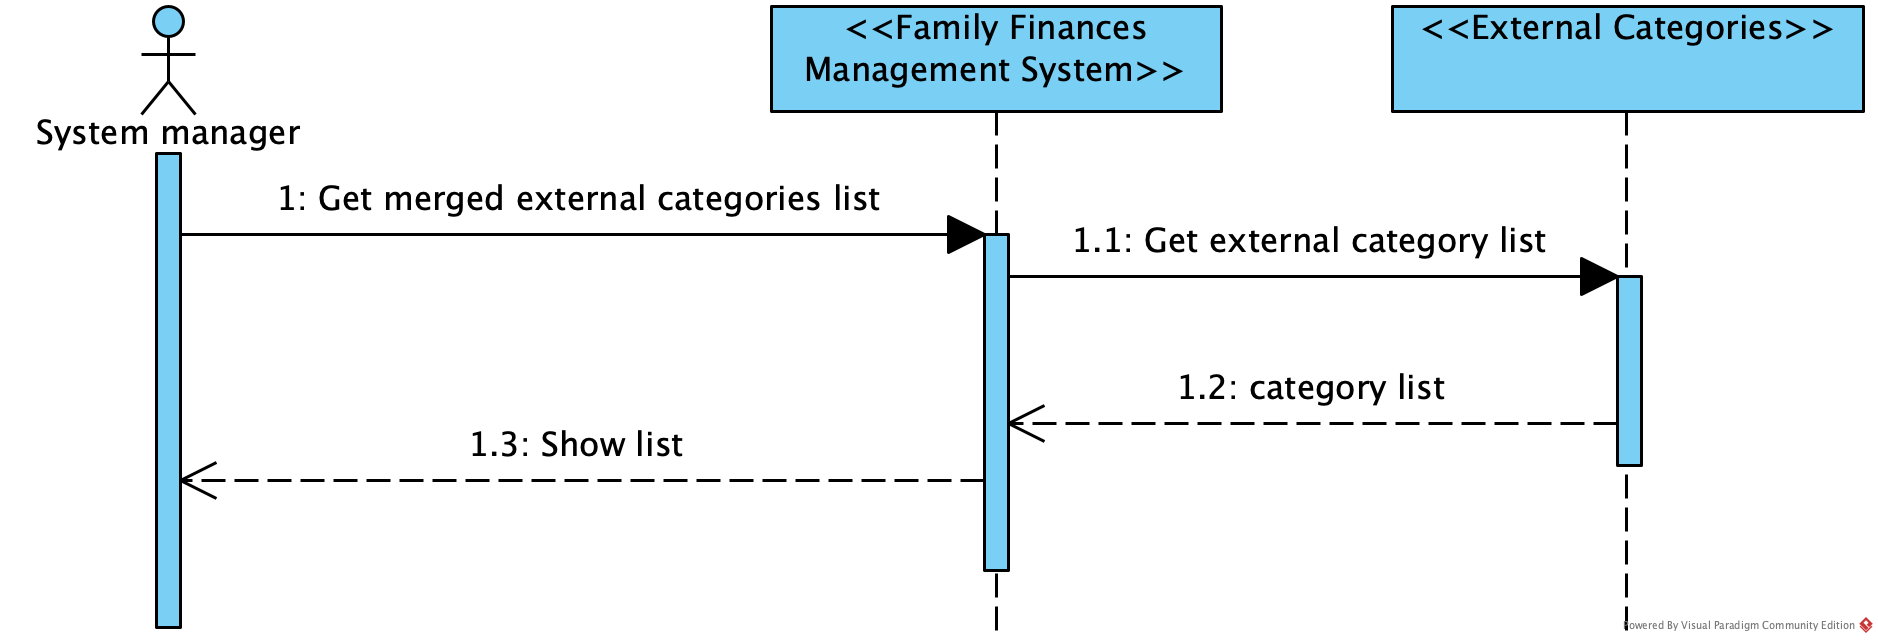 <<Family Finances
Management System>>
<<External Categories>>
System manager
1: Get merged external categories list
1.1: Get external category list
1.2: category list
1.3: Show list
Powered By Visual Paradigm Community Edition